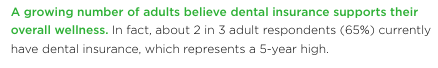 A growing number of adults believe dental insurance supports their
overall wellness. In fact, about 2 in 3 adult respondents (65%) currently
have dental insurance, which represents a 5-year high.